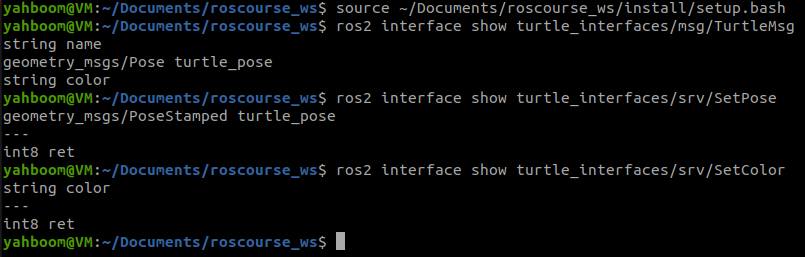 yahboom@VM:~/Documents/roscourse_ws$ source ~/Documents/roscourse_ws/install/setup.bash
yahboom@VM:~/Documents/roscourse_ws$ ros2 interface show turtle_interfaces/msg/TurtleMsg
string name
geometry_msgs/Pose turtle_pose
string color
yahboom@VM:~/Documents/roscourse_ws$ ros2 interface show turtle_interfaces/srv/SetPose
geometry_msgs/PoseStamped turtle_pose
---
int8 ret
yahboom@VM:~/Documents/roscourse_ws$ ros2 interface show turtle_interfaces/srv/SetColor
string color
---
int8 ret
yahboom@VM:~/Documents/roscourse_ws$